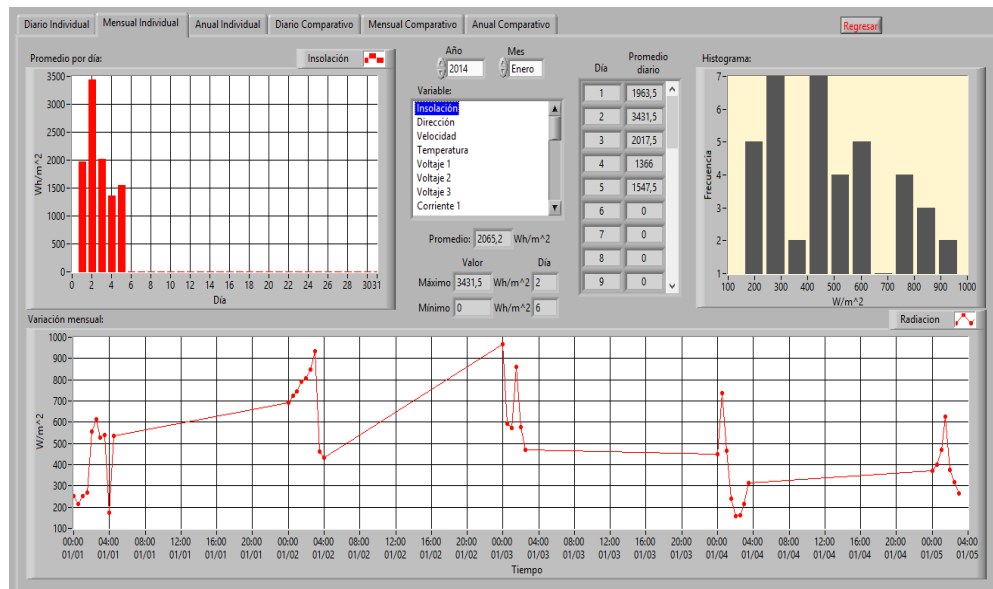 Diario Individual Mensual Individual Anual Individual Diario Comparativo Mensual Comparativo Anual Comparativo Regresar
Promedio por día: Insolación
Wh/m^2
3500
3000
2500
2000
1500
1000
500
0
0 2 4 6 8 10 12 14 16 18 20 22 24 26 28 3031
Día
Año Mes
2014 Enero
Variable:
Insolación
Dirección
Velocidad
Temperatura
Voltaje 1
Voltaje 2
Voltaje 3
Corriente 1
Promedio: 2065,2 Wh/m^2
Valor Día
Máximo 3431,5 Wh/m^2 2
Mínimo 0 Wh/m^2 6
Día Promedio diario
1 1963,5
2 3431,5
3 2017,5
4 1366
5 1547,5
6 0
7 0
8 0
9 0
Histograma:
Frecuencia
7
6
5
4
3
2
1
100 200 300 400 500 600 700 800 900 1000
W/m^2
Variación mensual: Radiacion
W/m^2
1000
900
800
700
600
500
400
300
200
100
00:00 04:00 08:00 12:00 16:00 20:00 00:00 04:00 08:00 12:00 16:00 20:00 00:00 04:00 08:00 12:00 16:00 20:00 00:00 04:00 08:00 12:00 16:00 20:00 00:00 04:00
01/01 01/01 01/01 01/01 01/01 01/01 01/02 01/02 01/02 01/02 01/02 01/02 01/03 01/03 01/03 01/03 01/03 01/03 01/04 01/04 01/04 01/04 01/04 01/04 01/05 01/05
Tiempo